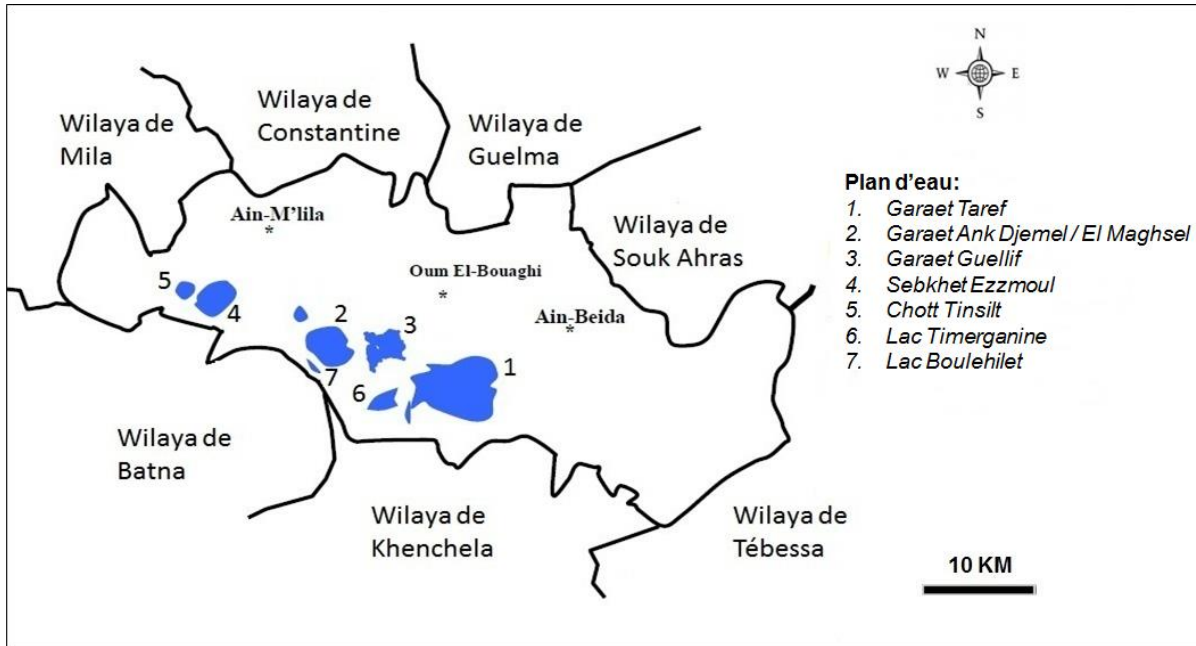 N
W
E
S
Wilaya de
Constantine
Wilaya de
Mila
Wilaya de
Guelma
Ain-M'lila
*
Wilaya de
Souk Ahras
Oum El-Bouaghi
*
Ain-Beida
*
5
4
2
3
7
6
1
Wilaya de
Batna
Wilaya de
Khenchela
Wilaya de
Tébessa
Plan d'eau:
1. Garaet Taref
2. Garaet Ank Djemel / El Maghsel
3. Garaet Guellif
4. Sebkhet Ezzmoul
5. Chott Tinsilt
6. Lac Timerganine
7. Lac Boulehilet
10 KM